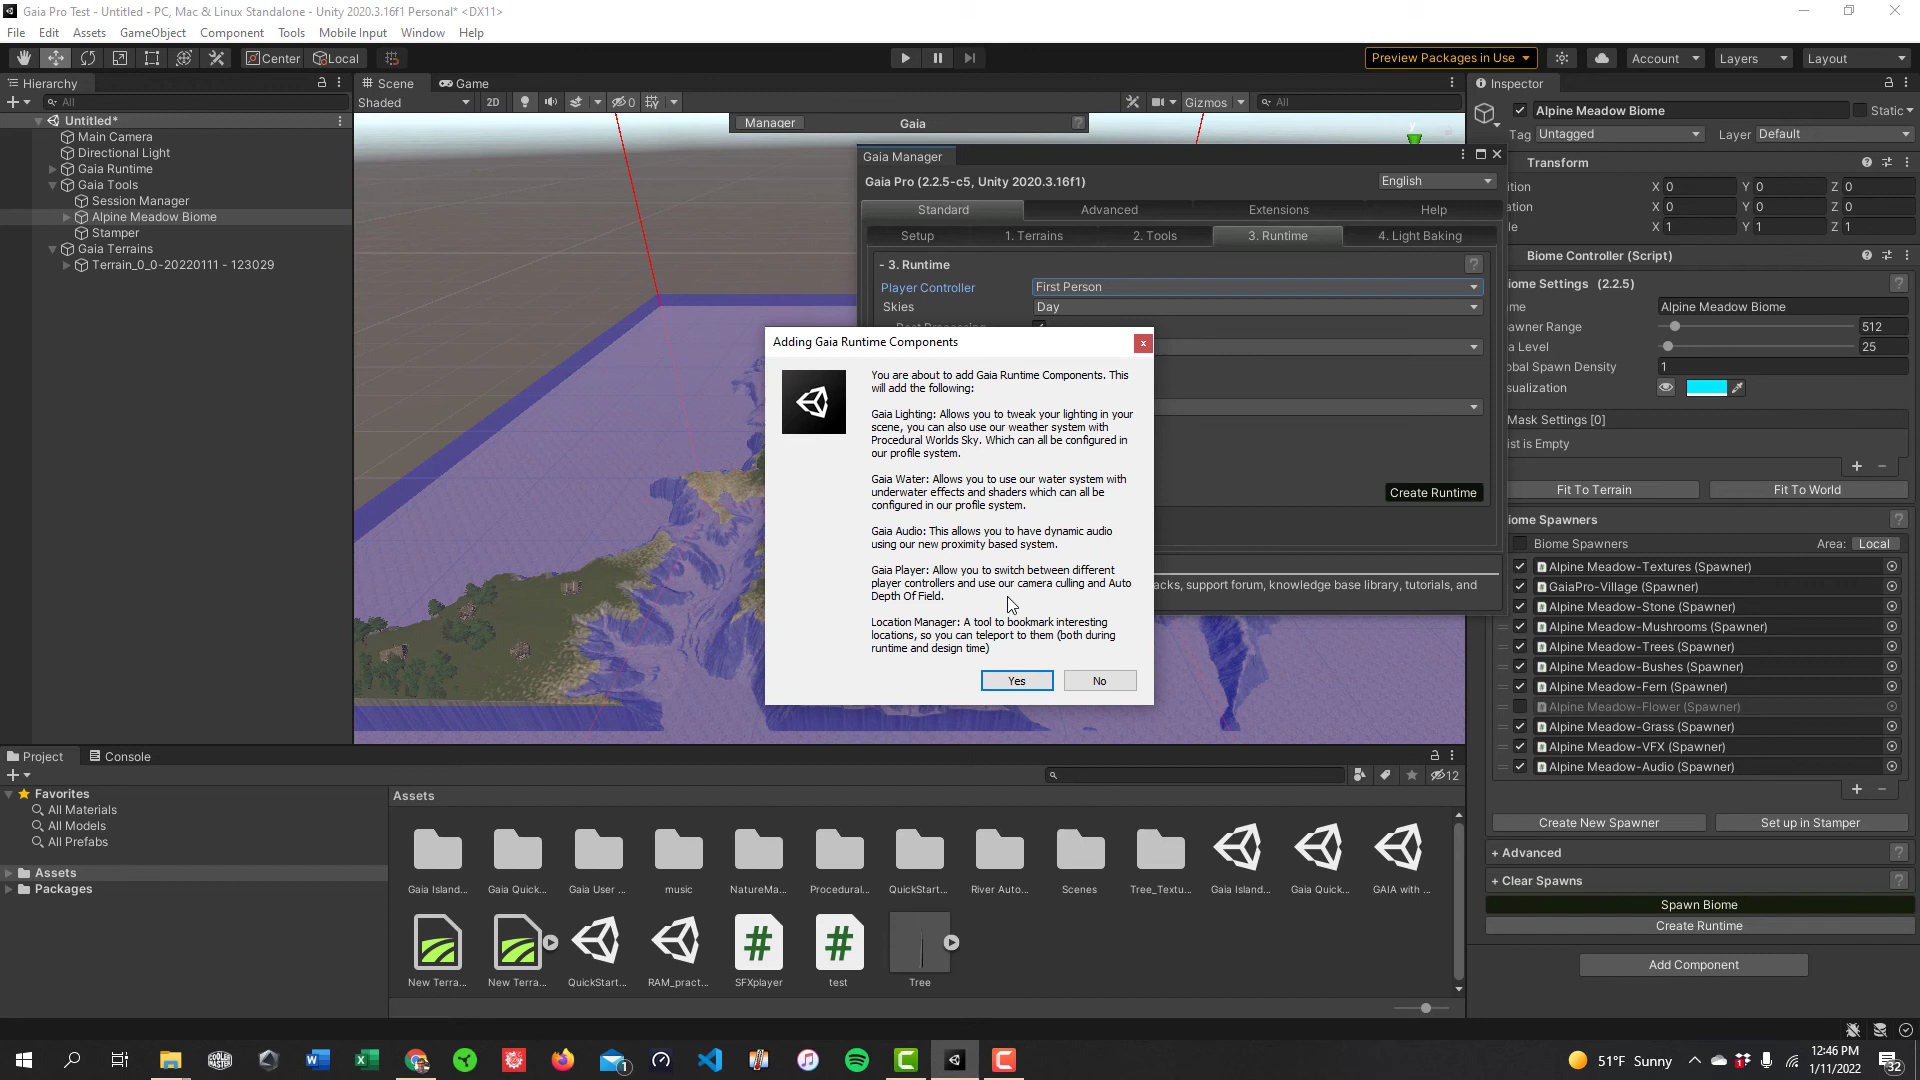 Gaia Pro Test - Untitled - PC, Mac & Linux Standalone - Unity 2020.3.16f1 Personal* <DX11>
File Edit Assets GameObject Component Tools Mobile Input Window Help
Center Local
Preview Packages in Use Account Layers Layout
Hierarchy
All
Untitled*
Main Camera
Directional Light
Gaia Runtime
Gaia Tools
Session Manager
Alpine Meadow Biome
Stamper
Gaia Terrains
Terrain_0_0-20220111 - 123029
Scene Game
Shaded 2D 0 Gizmos All
Manager Gaia
Gaia Manager
Gaia Pro (2.2.5-c5, Unity 2020.3.16f1) English
Standard Advanced Extensions Help
Setup 1. Terrains 2. Tools 3. Runtime 4. Light Baking
- 3. Runtime
Player Controller First Person
Skies Day
Create Runtime
acks, support forum, knowledge base library, tutorials, and
Adding Gaia Runtime Components
You are about to add Gaia Runtime Components. This
will add the following:
Gaia Lighting: Allows you to tweak your lighting in your
scene, you can also use our weather system with
Procedural Worlds Sky. Which can all be configured in
our profile system.
Gaia Water: Allows you to use our water system with
underwater effects and shaders which can all be
configured in our profile system.
Gaia Audio: This allows you to have dynamic audio
using our new proximity based system.
Gaia Player: Allow you to switch between different
player controllers and use our camera culling and Auto
Depth Of Field.
Location Manager: A tool to bookmark interesting
locations, so you can teleport to them (both during
runtime and design time)
Yes No
Inspector
Alpine Meadow Biome Static
Tag Untagged Layer Default
Transform
ition X 0 Y 0 Z 0
ation X 0 Y 0 Z 0
le X 1 Y 1 Z 1
Biome Controller (Script)
iome Settings (2.2.5)
me Alpine Meadow Biome
awner Range 512
a Level 25
obal Spawn Density 1
sualization
Mask Settings [0]
ist is Empty
Fit To Terrain Fit To World
iome Spawners
Biome Spawners Area: Local
Alpine Meadow-Textures (Spawner)
GaiaPro-Village (Spawner)
Alpine Meadow-Stone (Spawner)
Alpine Meadow-Mushrooms (Spawner)
Alpine Meadow-Trees (Spawner)
Alpine Meadow-Bushes (Spawner)
Alpine Meadow-Fern (Spawner)
Alpine Meadow-Flower (Spawner)
Alpine Meadow-Grass (Spawner)
Alpine Meadow-VFX (Spawner)
Alpine Meadow-Audio (Spawner)
Create New Spawner Set up in Stamper
+ Advanced
+ Clear Spawns
Spawn Biome
Create Runtime
Add Component
Project Console
12
Favorites
All Materials
All Models
All Prefabs
Assets
Packages
Assets
Gaia Island... Gaia Quick... Gaia User ... music NatureMa... Procedural... QuickStart... River Auto... Scenes Tree_Textu... Gaia Island... Gaia Quick... GAIA with ...
New Terra... New Terra... QuickStart... RAM_pract... SFXplayer test Tree
51°F Sunny
12:46 PM
1/11/2022
32